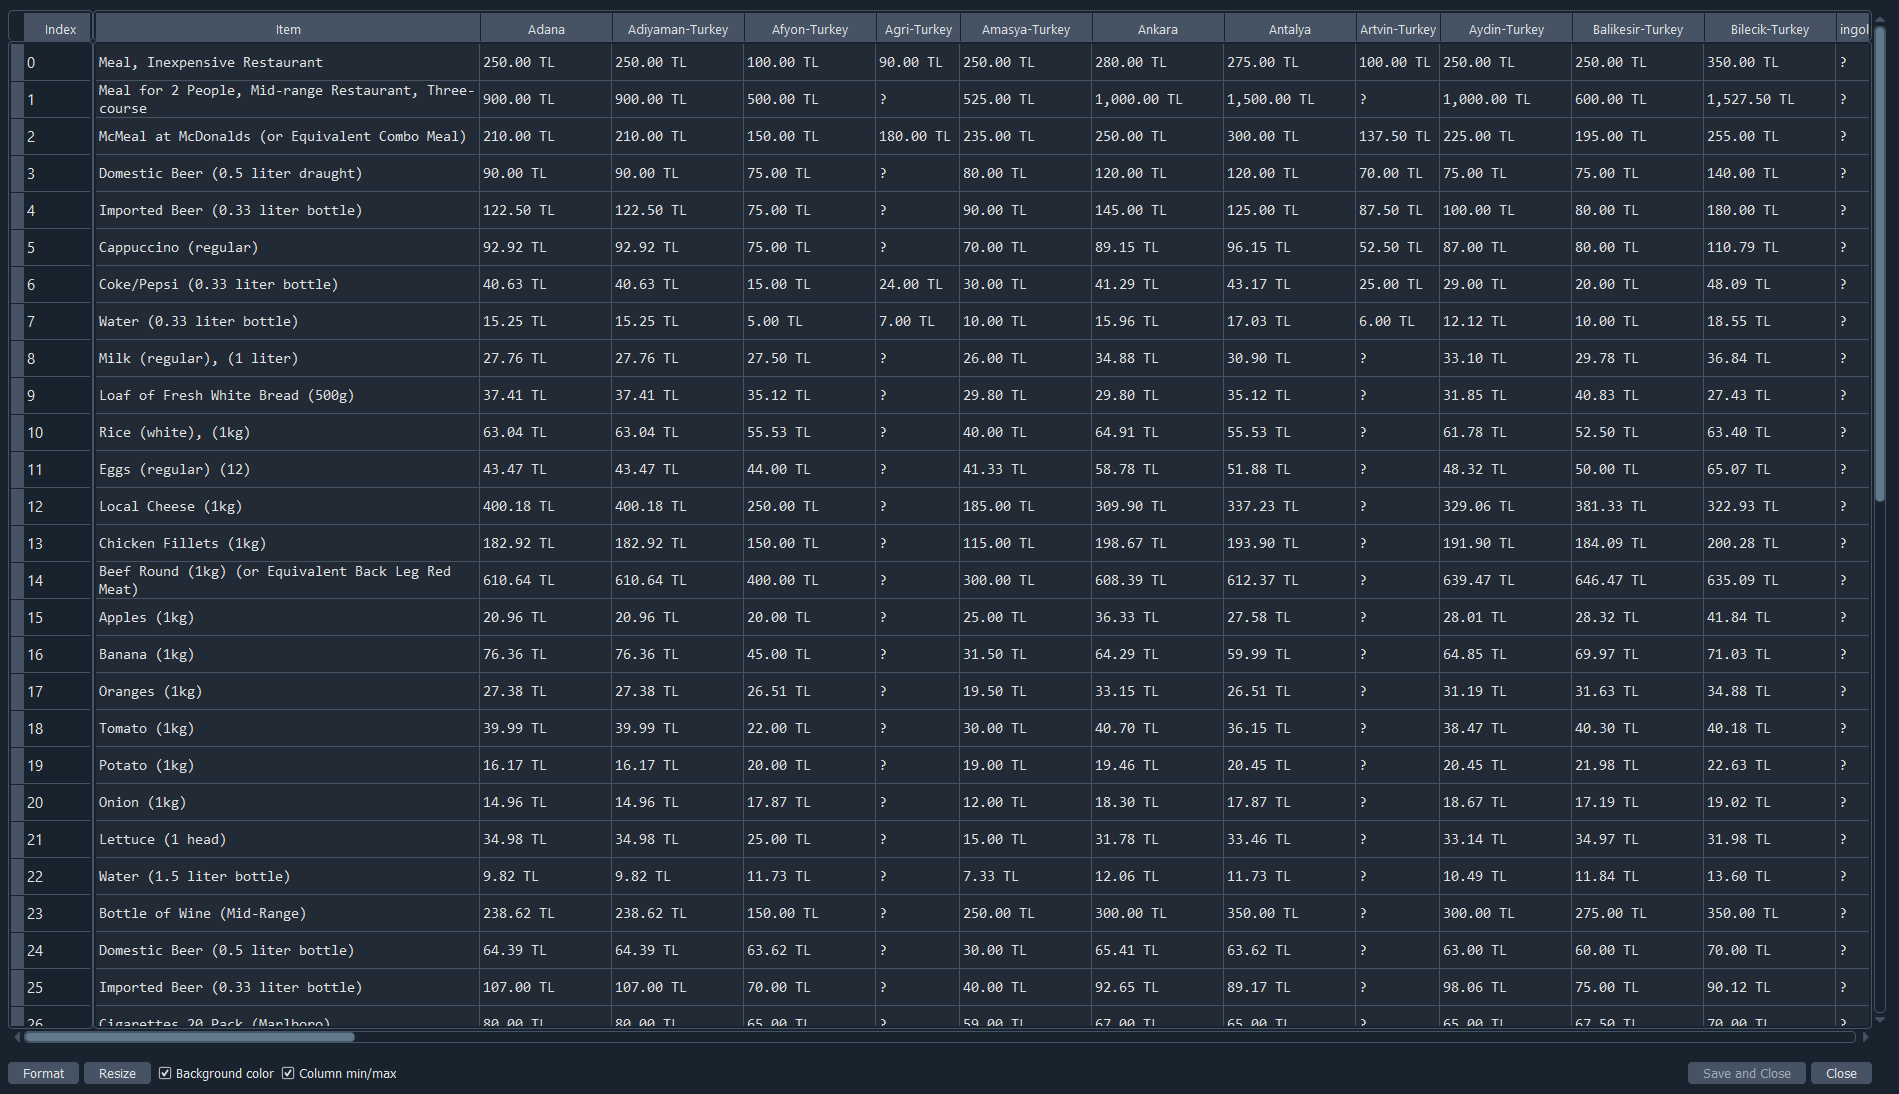 Index Item Adana Adiyaman-Turkey Afyon-Turkey Agri-Turkey Amasya-Turkey Ankara Antalya Artvin-Turkey Aydin-Turkey Balikesir-Turkey Bilecik-Turkey ingol
0 Meal, Inexpensive Restaurant 250.00 TL 250.00 TL 100.00 TL 90.00 TL 250.00 TL 280.00 TL 275.00 TL 100.00 TL 250.00 TL 250.00 TL 350.00 TL ?
1 Meal for 2 People, Mid-range Restaurant, Three-
course 900.00 TL 900.00 TL 500.00 TL ? 525.00 TL 1,000.00 TL 1,500.00 TL ? 1,000.00 TL 600.00 TL 1,527.50 TL ?
2 McMeal at McDonalds (or Equivalent Combo Meal) 210.00 TL 210.00 TL 150.00 TL 180.00 TL 235.00 TL 250.00 TL 300.00 TL 137.50 TL 225.00 TL 195.00 TL 255.00 TL ?
3 Domestic Beer (0.5 liter draught) 90.00 TL 90.00 TL 75.00 TL ? 80.00 TL 120.00 TL 120.00 TL 70.00 TL 75.00 TL 75.00 TL 140.00 TL ?
4 Imported Beer (0.33 liter bottle) 122.50 TL 122.50 TL 75.00 TL ? 90.00 TL 145.00 TL 125.00 TL 87.50 TL 100.00 TL 80.00 TL 180.00 TL ?
5 Cappuccino (regular) 92.92 TL 92.92 TL 75.00 TL ? 70.00 TL 89.15 TL 96.15 TL 52.50 TL 87.00 TL 80.00 TL 110.79 TL ?
6 Coke/Pepsi (0.33 liter bottle) 40.63 TL 40.63 TL 15.00 TL 24.00 TL 30.00 TL 41.29 TL 43.17 TL 25.00 TL 29.00 TL 20.00 TL 48.09 TL ?
7 Water (0.33 liter bottle) 15.25 TL 15.25 TL 5.00 TL 7.00 TL 10.00 TL 15.96 TL 17.03 TL 6.00 TL 12.12 TL 10.00 TL 18.55 TL ?
8 Milk (regular), (1 liter) 27.76 TL 27.76 TL 27.50 TL ? 26.00 TL 34.88 TL 30.90 TL ? 33.10 TL 29.78 TL 36.84 TL ?
9 Loaf of Fresh White Bread (500g) 37.41 TL 37.41 TL 35.12 TL ? 29.80 TL 29.80 TL 35.12 TL ? 31.85 TL 40.83 TL 27.43 TL ?
10 Rice (white), (1kg) 63.04 TL 63.04 TL 55.53 TL ? 40.00 TL 64.91 TL 55.53 TL ? 61.78 TL 52.50 TL 63.40 TL ?
11 Eggs (regular) (12) 43.47 TL 43.47 TL 44.00 TL ? 41.33 TL 58.78 TL 51.88 TL ? 48.32 TL 50.00 TL 65.07 TL ?
12 Local Cheese (1kg) 400.18 TL 400.18 TL 250.00 TL ? 185.00 TL 309.90 TL 337.23 TL ? 329.06 TL 381.33 TL 322.93 TL ?
13 Chicken Fillets (1kg) 182.92 TL 182.92 TL 150.00 TL ? 115.00 TL 198.67 TL 193.90 TL ? 191.90 TL 184.09 TL 200.28 TL ?
14 Beef Round (1kg) (or Equivalent Back Leg Red
Meat) 610.64 TL 610.64 TL 400.00 TL ? 300.00 TL 608.39 TL 612.37 TL ? 639.47 TL 646.47 TL 635.09 TL ?
15 Apples (1kg) 20.96 TL 20.96 TL 20.00 TL ? 25.00 TL 36.33 TL 27.58 TL ? 28.01 TL 28.32 TL 41.84 TL ?
16 Banana (1kg) 76.36 TL 76.36 TL 45.00 TL ? 31.50 TL 64.29 TL 59.99 TL ? 64.85 TL 69.97 TL 71.03 TL ?
17 Oranges (1kg) 27.38 TL 27.38 TL 26.51 TL ? 19.50 TL 33.15 TL 26.51 TL ? 31.19 TL 31.63 TL 34.88 TL ?
18 Tomato (1kg) 39.99 TL 39.99 TL 22.00 TL ? 30.00 TL 40.70 TL 36.15 TL ? 38.47 TL 40.30 TL 40.18 TL ?
19 Potato (1kg) 16.17 TL 16.17 TL 20.00 TL ? 19.00 TL 19.46 TL 20.45 TL ? 20.45 TL 21.98 TL 22.63 TL ?
20 Onion (1kg) 14.96 TL 14.96 TL 17.87 TL ? 12.00 TL 18.30 TL 17.87 TL ? 18.67 TL 17.19 TL 19.02 TL ?
21 Lettuce (1 head) 34.98 TL 34.98 TL 25.00 TL ? 15.00 TL 31.78 TL 33.46 TL ? 33.14 TL 34.97 TL 31.98 TL ?
22 Water (1.5 liter bottle) 9.82 TL 9.82 TL 11.73 TL ? 7.33 TL 12.06 TL 11.73 TL ? 10.49 TL 11.84 TL 13.60 TL ?
23 Bottle of Wine (Mid-Range) 238.62 TL 238.62 TL 150.00 TL ? 250.00 TL 300.00 TL 350.00 TL ? 300.00 TL 275.00 TL 350.00 TL ?
24 Domestic Beer (0.5 liter bottle) 64.39 TL 64.39 TL 63.62 TL ? 30.00 TL 65.41 TL 63.62 TL ? 63.00 TL 60.00 TL 70.00 TL ?
25 Imported Beer (0.33 liter bottle) 107.00 TL 107.00 TL 70.00 TL ? 40.00 TL 92.65 TL 89.17 TL ? 98.06 TL 75.00 TL 90.12 TL ?
26 Cigarettes 20 Pack (Marlboro) 80.00 TL 80.00 TL 65.00 TL ? 59.00 TL 67.00 TL 65.00 TL ? 65.00 TL 67.50 TL 70.00 TL ?
Format Resize Background color Column min/max Save and Close Close